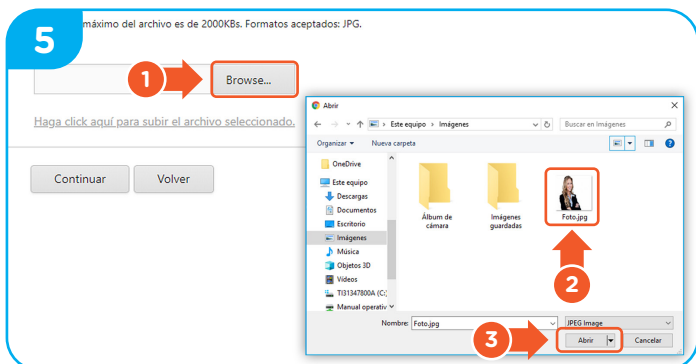 5
máximo del archivo es de 2000KBs. Formatos aceptados: JPG.
1
Browse...
Haga click aquí para subir el archivo seleccionado.
Continuar
Volver
Abrir
Este equipo > Imágenes
Buscar en Imágenes
Organizar
Nueva carpeta
OneDrive
Este equipo
Descargas
Documentos
Escritorio
Imágenes
Música
Objetos 3D
Vídeos
TI31347800A (C:)
Manual operativ
Álbum de
cámara
Imágenes
guardadas
Foto.jpg
2
Nombre: Foto.jpg
JPEG Image
3
Abrir
Cancelar